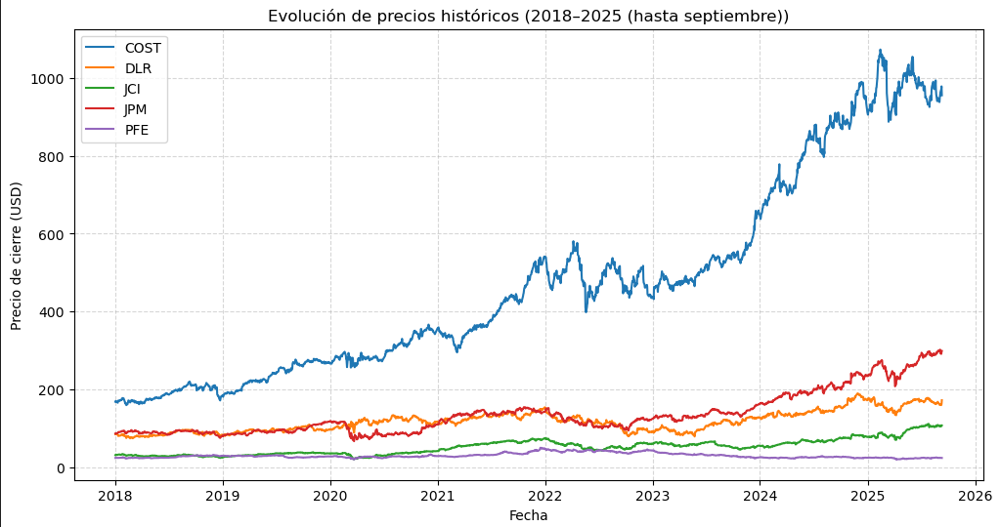 Evolución de precios históricos (2018–2025 (hasta septiembre))
COST
DLR
JCI
JPM
PFE
Precio de cierre (USD)
1000
800
600
400
200
0
2018 2019 2020 2021 2022 2023 2024 2025 2026
Fecha